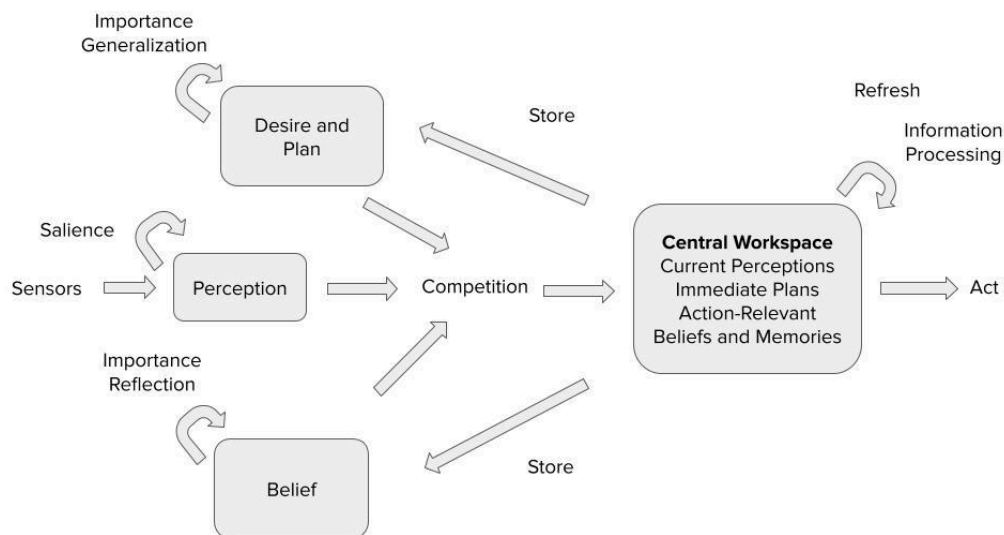 Importance
Generalization
Desire and
Plan
Store
Refresh
Information
Processing
Salience
Sensors
Perception
Competition
Central Workspace
Current Perceptions
Immediate Plans
Action-Relevant
Beliefs and Memories
Act
Importance
Reflection
Belief
Store